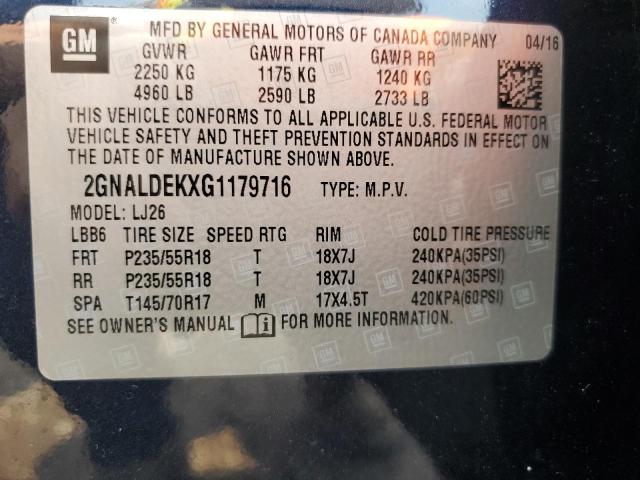 GM
MFD BY GENERAL MOTORS OF CANADA COMPANY 04/16
GVWR GAWR FRT GAWR RR
2250 KG 1175 KG 1240 KG
4960 LB 2590 LB 2733 LB
THIS VEHICLE CONFORMS TO ALL APPLICABLE U.S. FEDERAL MOTOR
VEHICLE SAFETY AND THEFT PREVENTION STANDARDS IN EFFECT ON
THE DATE OF MANUFACTURE SHOWN ABOVE.
2GNALDEKXG1179716 TYPE: M.P.V.
MODEL: LJ26
LBB6 TIRE SIZE SPEED RTG RIM COLD TIRE PRESSURE
FRT P235/55R18 T 18X7J 240KPA(35PSI)
RR P235/55R18 T 18X7J 240KPA(35PSI)
SPA T145/70R17 M 17X4.5T 420KPA(60PSI)
SEE OWNER'S MANUAL FOR MORE INFORMATION.